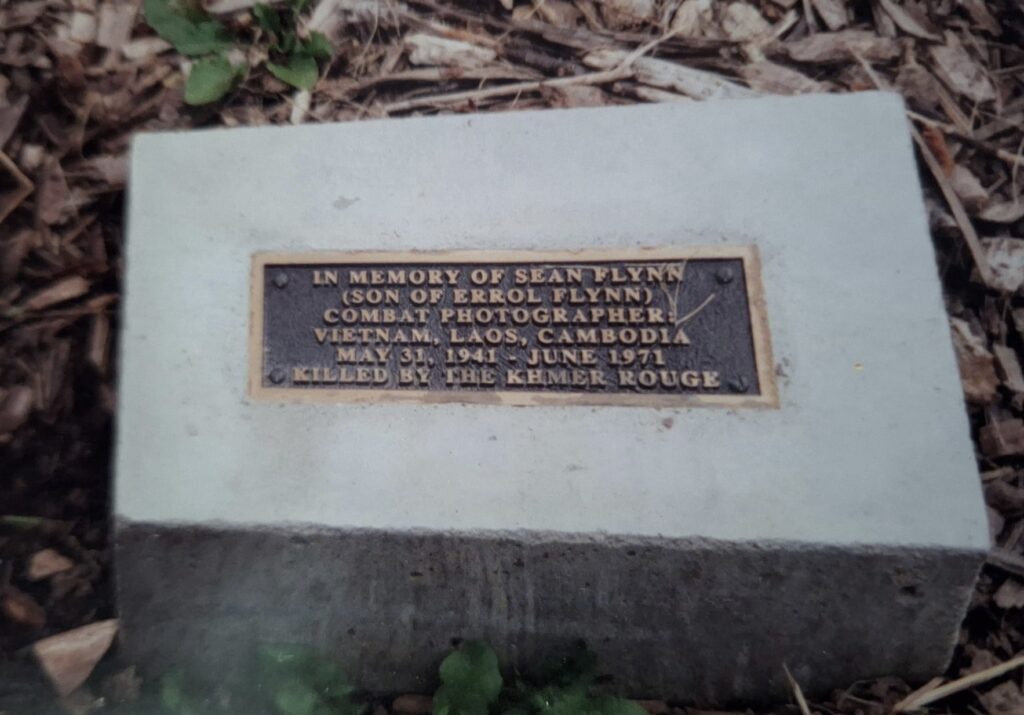 IN MEMORY OF SEAN FLYNN
(SON OF ERROL FLYNN)
COMBAT PHOTOGRAPHER:
VIETNAM, LAOS, CAMBODIA
MAY 31, 1941 - JUNE 1971
KILLED BY THE KHMER ROUGE